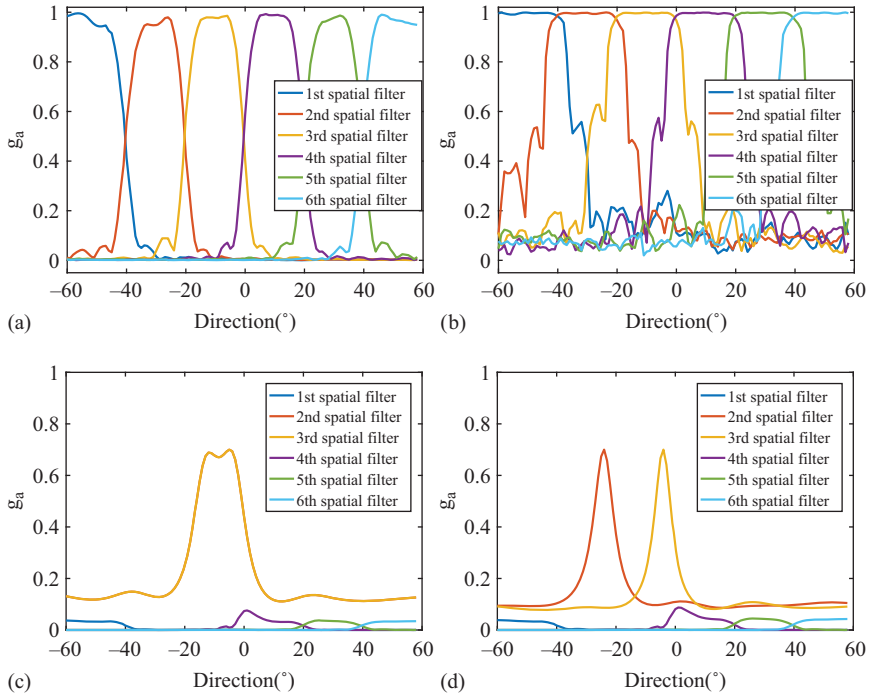 1
0.8
0.6
0.4
0.2
0
g_a
1st spatial filter
2nd spatial filter
3rd spatial filter
4th spatial filter
5th spatial filter
6th spatial filter
–60 –40 –20 0 20 40 60
(a)
Direction(°)
1
0.8
0.6
0.4
0.2
0
g_a
1st spatial filter
2nd spatial filter
3rd spatial filter
4th spatial filter
5th spatial filter
6th spatial filter
–60 –40 –20 0 20 40 60
(b)
Direction(°)
1
0.8
0.6
0.4
0.2
0
g_a
1st spatial filter
2nd spatial filter
3rd spatial filter
4th spatial filter
5th spatial filter
6th spatial filter
–60 –40 –20 0 20 40 60
(c)
Direction(°)
1
0.8
0.6
0.4
0.2
0
g_a
1st spatial filter
2nd spatial filter
3rd spatial filter
4th spatial filter
5th spatial filter
6th spatial filter
–60 –40 –20 0 20 40 60
(d)
Direction(°)